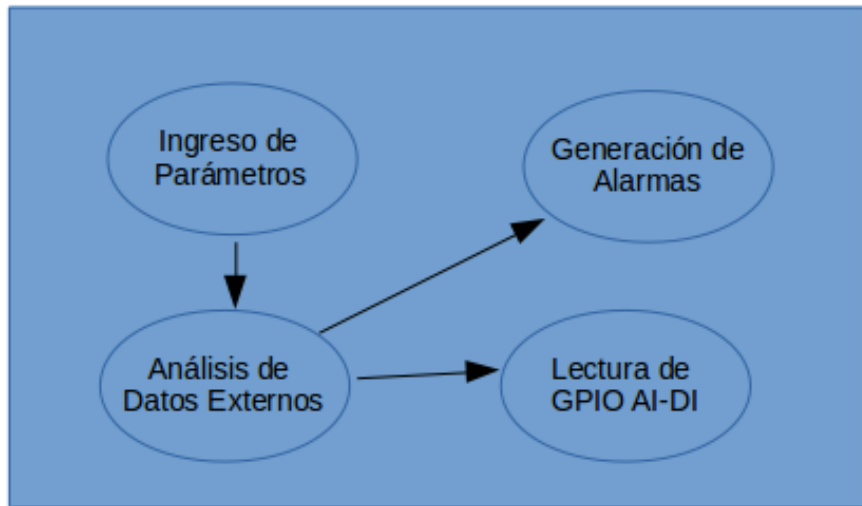 Ingreso de
Parámetros
Generación de
Alarmas
Análisis de
Datos Externos
Lectura de
GPIO AI-DI